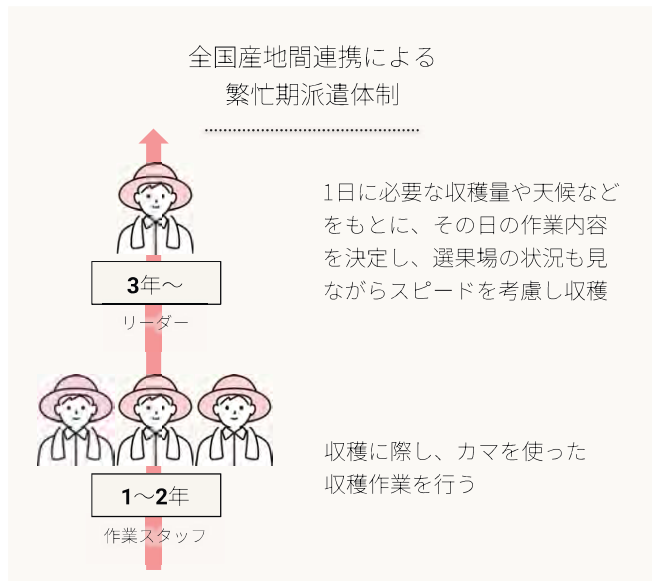 全国産地間連携による
繁忙期派遣体制
1日に必要な収穫量や天候など
をもとに、その日の作業内容
を決定し、選果場の状況も見
ながらスピードを考慮し収穫
3年〜
リーダー
収穫に際し、カマを使った
収穫作業を行う
1〜2年
作業スタッフ